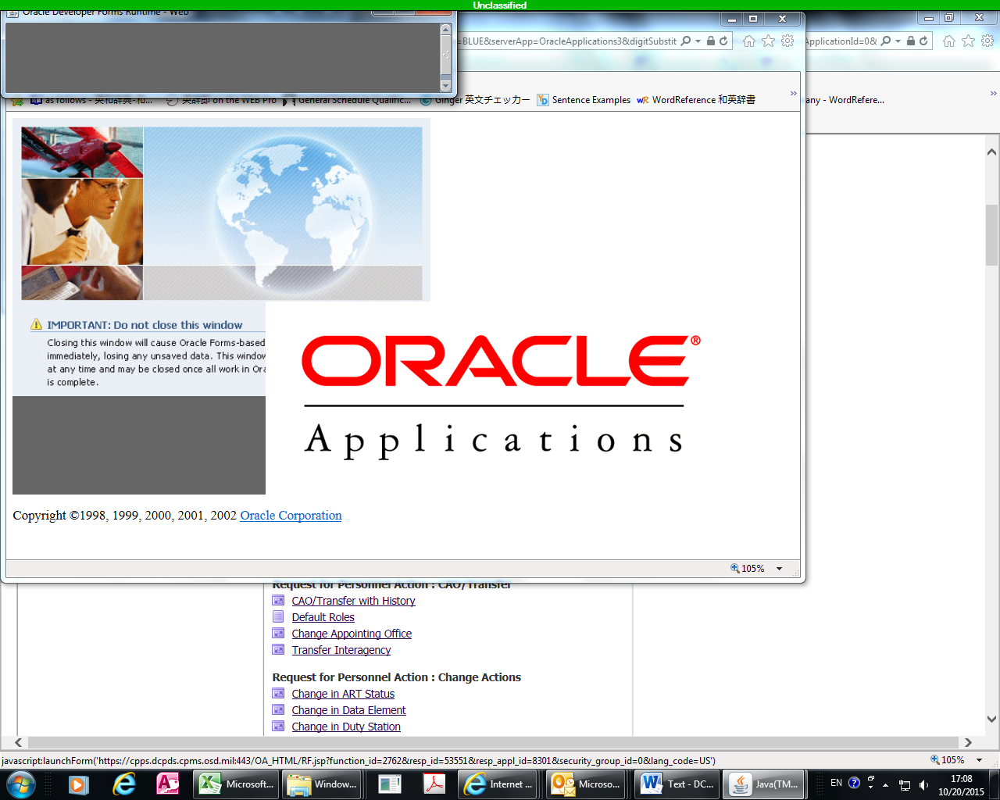 Unclassified
Oracle Developer Forms Runtime - Web
=BLUE&serverApp=OracleApplications3&digitSubstit
ApplicationId=0&
as follows - 英和辞典-和...
英辞郎 on the WEB Pro
General Schedule Qualific...
Ginger 英文チェッカー
Sentence Examples
WordReference 和英辞書
any - WordRefere...
IMPORTANT: Do not close this window
Closing this window will cause Oracle Forms-based
immediately, losing any unsaved data. This window
at any time and may be closed once all work in Ora
is complete.
ORACLE®
Applications
Copyright ©1998, 1999, 2000, 2001, 2002 Oracle Corporation
105%
Request for Personnel Action : CAO/Transfer
CAO/Transfer with History
Default Roles
Change Appointing Office
Transfer Interagency
Request for Personnel Action : Change Actions
Change in ART Status
Change in Data Element
Change in Duty Station
javascript:launchForm('https://cpps.dcpds.cpms.osd.mil:443/OA_HTML/RF.jsp?function_id=2762&resp_id=53551&resp_appl_id=8301&security_group_id=0&lang_code=US')
105%
Microsoft...
Window...
Internet ...
Microso...
Text - DC...
Java(TM...
EN
17:08
10/20/2015